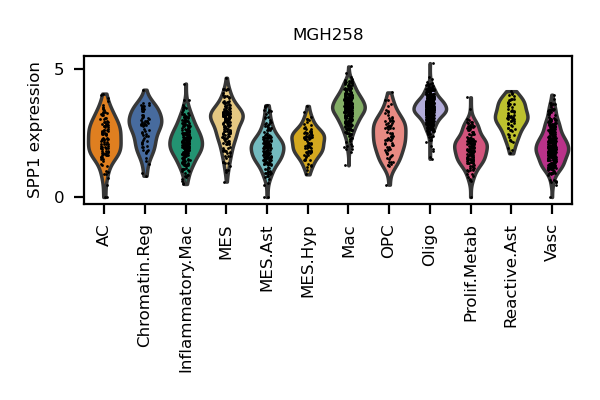 MGH258
SPP1 expression
5
0
AC
Chromatin.Reg
Inflammatory.Mac
MES
MES.Ast
MES.Hyp
Mac
OPC
Oligo
Prolif.Metab
Reactive.Ast
Vasc